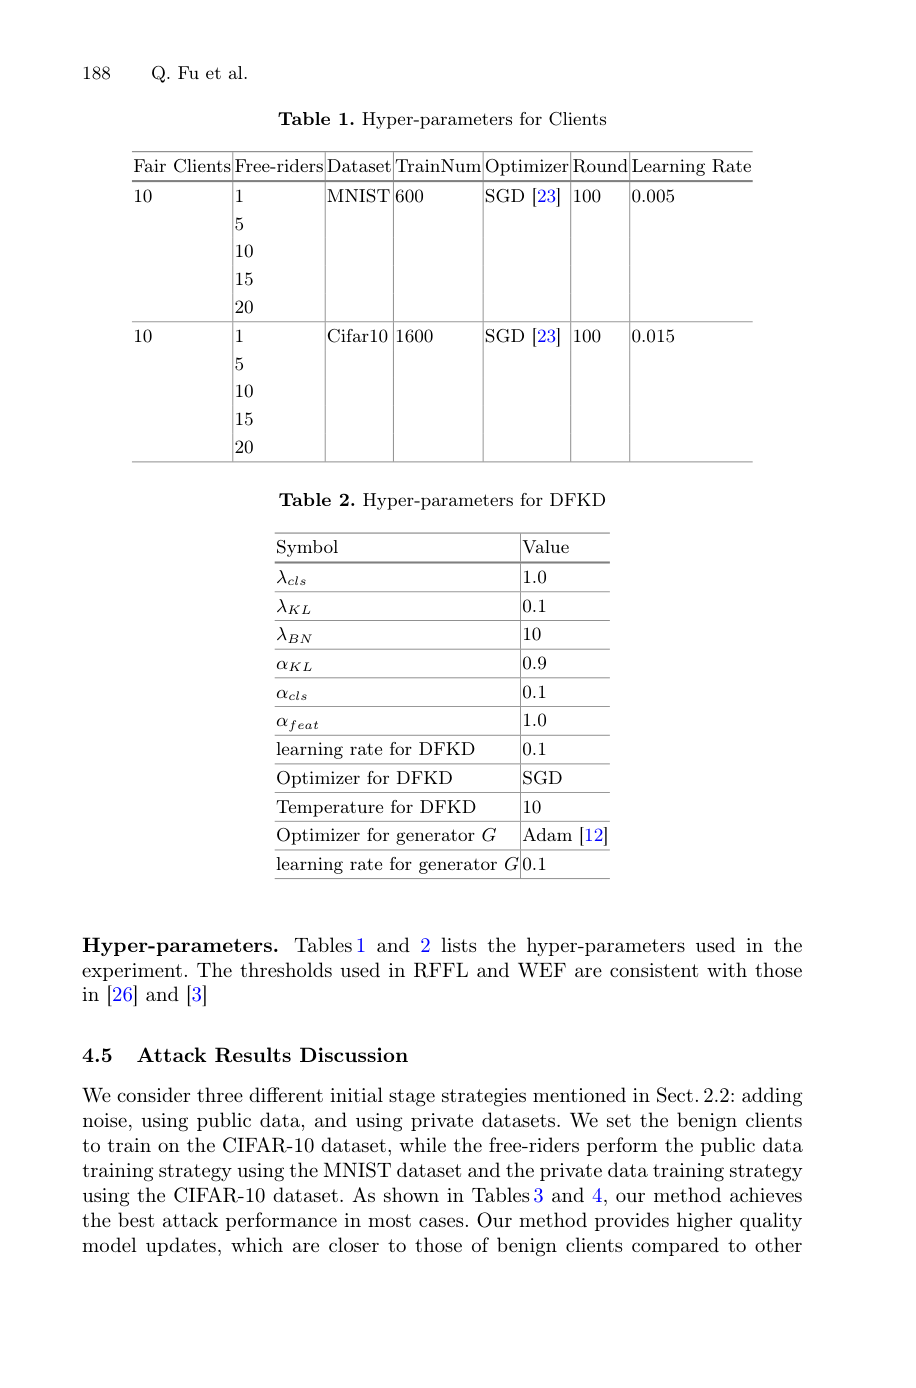 188 Q. Fu et al.
Table 1. Hyper-parameters for Clients
Fair Clients Free-riders Dataset TrainNum Optimizer Round Learning Rate
10 1 MNIST 600 SGD [23] 100 0.005
5
10
15
20
10 1 Cifar10 1600 SGD [23] 100 0.015
5
10
15
20
Table 2. Hyper-parameters for DFKD
Symbol Value
λcls 1.0
λKL 0.1
λBN 10
αKL 0.9
αcls 0.1
αfeat 1.0
learning rate for DFKD 0.1
Optimizer for DFKD SGD
Temperature for DFKD 10
Optimizer for generator G Adam [12]
learning rate for generator G 0.1
Hyper-parameters. Tables 1 and 2 lists the hyper-parameters used in the
experiment. The thresholds used in RFFL and WEF are consistent with those
in [26] and [3]
4.5 Attack Results Discussion
We consider three different initial stage strategies mentioned in Sect. 2.2: adding
noise, using public data, and using private datasets. We set the benign clients
to train on the CIFAR-10 dataset, while the free-riders perform the public data
training strategy using the MNIST dataset and the private data training strategy
using the CIFAR-10 dataset. As shown in Tables 3 and 4, our method achieves
the best attack performance in most cases. Our method provides higher quality
model updates, which are closer to those of benign clients compared to other